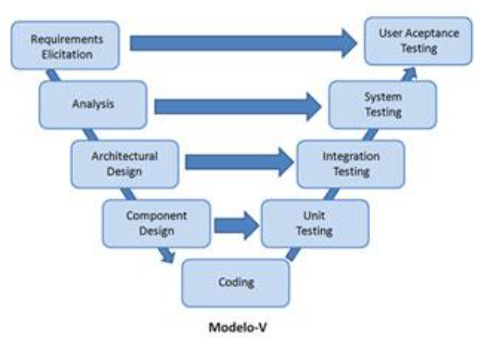 Requirements
Elicitation
User Aceptance
Testing
Analysis
System
Testing
Architectural
Design
Integration
Testing
Component
Design
Unit
Testing
Coding
Modelo-V